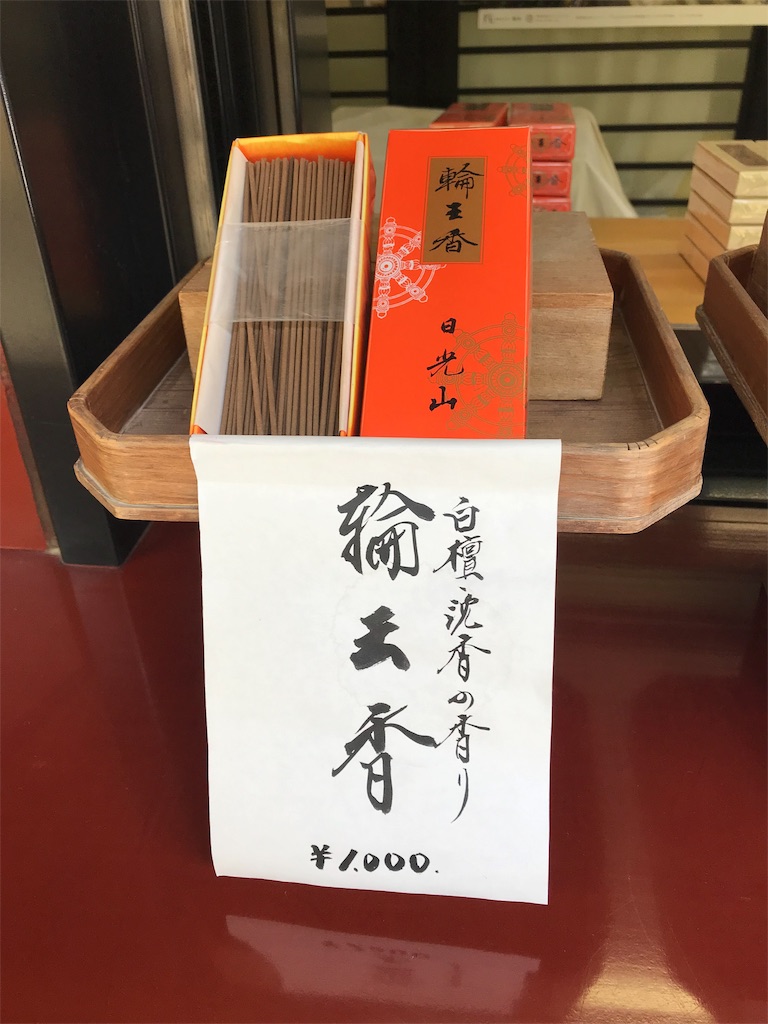 輪王香
日光山
白檀、沈香の香り
輪王香
¥1,000.